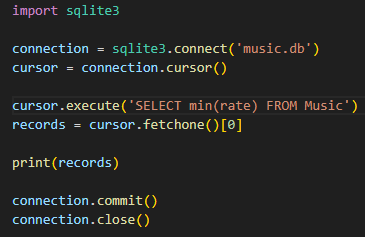 import sqlite3
connection = sqlite3.connect('music.db')
cursor = connection.cursor()
cursor.execute('SELECT min(rate) FROM Music')
records = cursor.fetchone()[0]
print(records)
connection.commit()
connection.close()